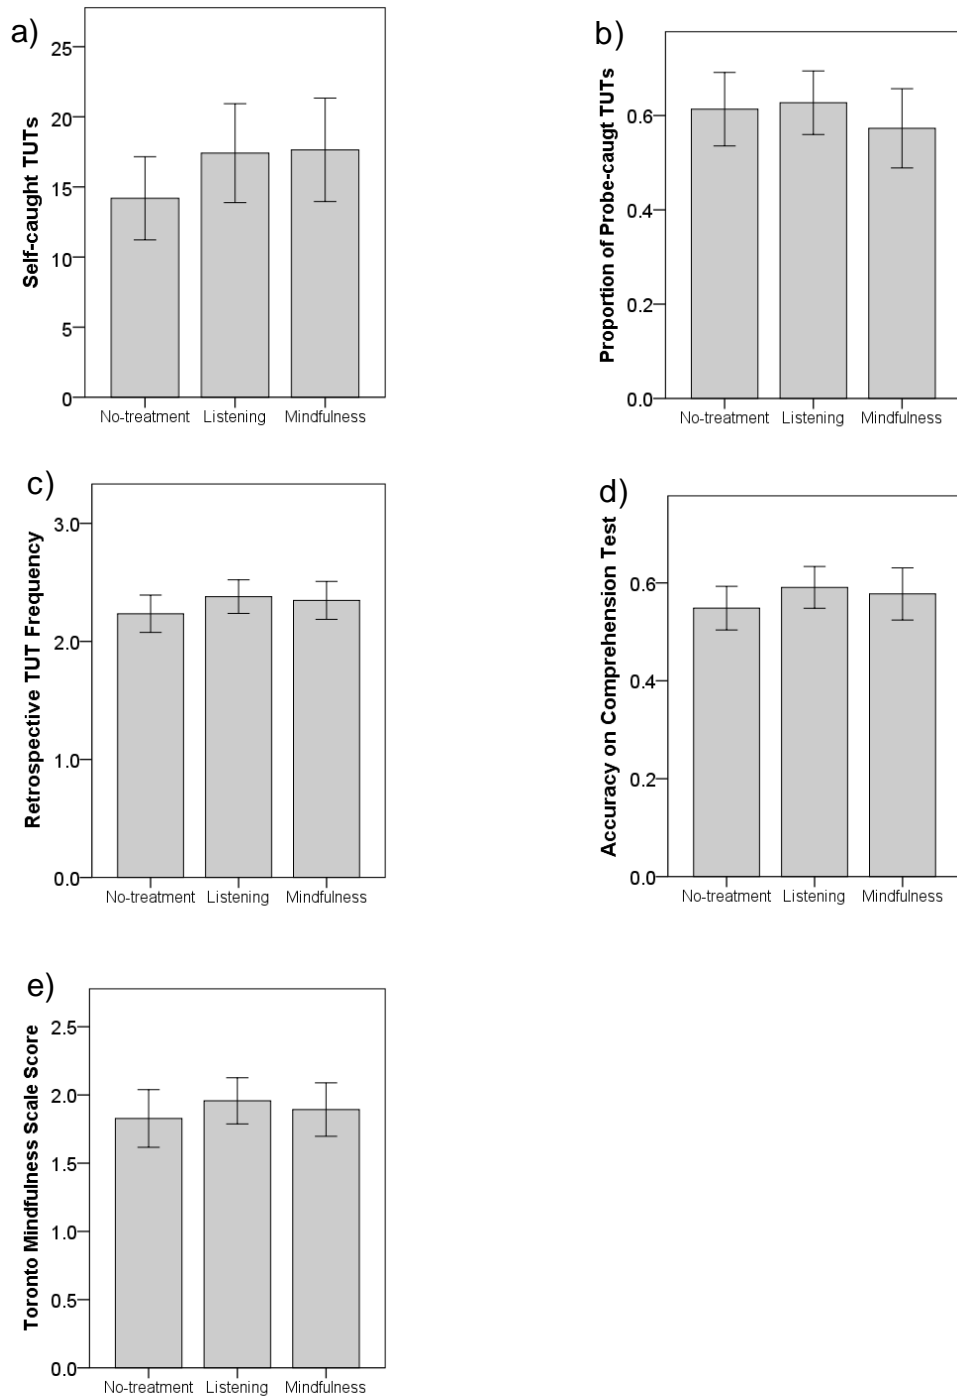 a)
Self-caught TUTs
25
20
15
10
5
0
No-treatment Listening Mindfulness
b)
Proportion of Probe-caugt TUTs
0.6
0.4
0.2
0.0
No-treatment Listening Mindfulness
c)
Retrospective TUT Frequency
3.0
2.0
1.0
0.0
No-treatment Listening Mindfulness
d)
Accuracy on Comprehension Test
0.6
0.4
0.2
0.0
No-treatment Listening Mindfulness
e)
Toronto Mindfulness Scale Score
2.5
2.0
1.5
1.0
0.5
0.0
No-treatment Listening Mindfulness